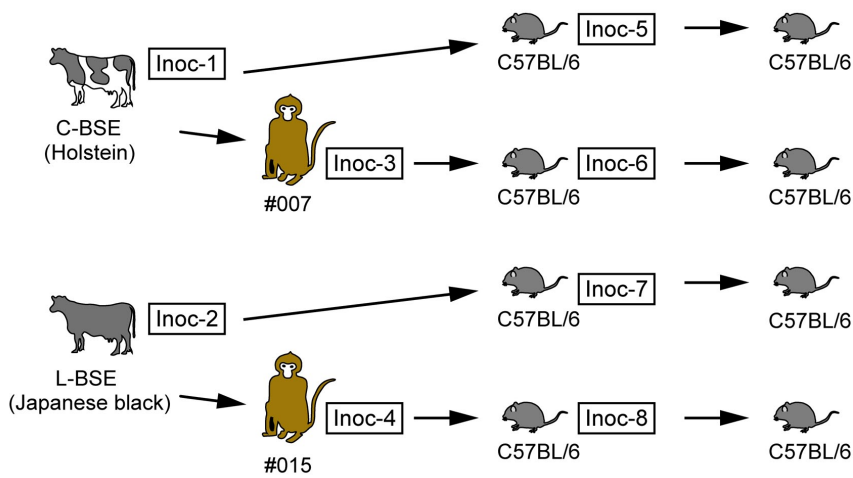 Inoc-1
C-BSE
(Holstein)
Inoc-5
C57BL/6
C57BL/6
#007
Inoc-3
C57BL/6
Inoc-6
C57BL/6
Inoc-2
L-BSE
(Japanese black)
C57BL/6
Inoc-7
C57BL/6
#015
Inoc-4
C57BL/6
Inoc-8
C57BL/6